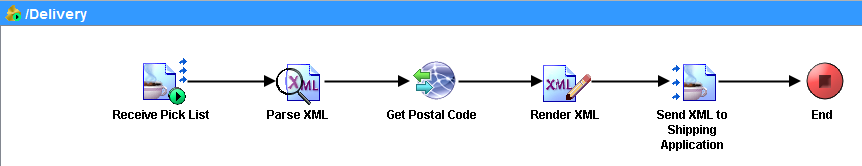 /Delivery
Receive Pick List
Parse XML
Get Postal Code
Render XML
Send XML to
Shipping
Application
End
XML
XML